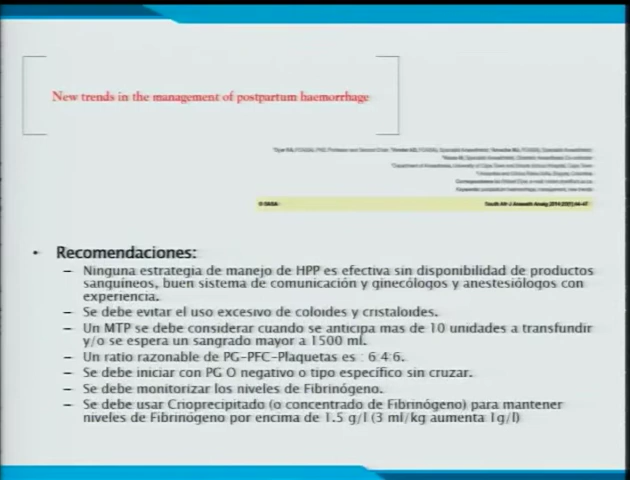 New trends in the management of postpartum haemorrhage
• Recomendaciones:
– Ninguna estrategia de manejo de HPP es efectiva sin disponibilidad de productos
sanguíneos, buen sistema de comunicación y ginecólogos y anestesiólogos con
experiencia.
– Se debe evitar el uso excesivo de coloides y cristaloides.
– Un MTP se debe considerar cuando se anticipa mas de 10 unidades a transfundir
y/o se espera un sangrado mayor a 1500 ml.
– Un ratio razonable de PG-PFC-Plaquetas es : 6:4:6.
– Se debe iniciar con PG O negativo o tipo específico sin cruzar.
– Se debe monitorizar los niveles de Fibrinógeno.
– Se debe usar Crioprecipitado (o concentrado de Fibrinógeno) para mantener
niveles de Fibrinógeno por encima de 1.5 g/l (3 ml/kg aumenta 1g/l)